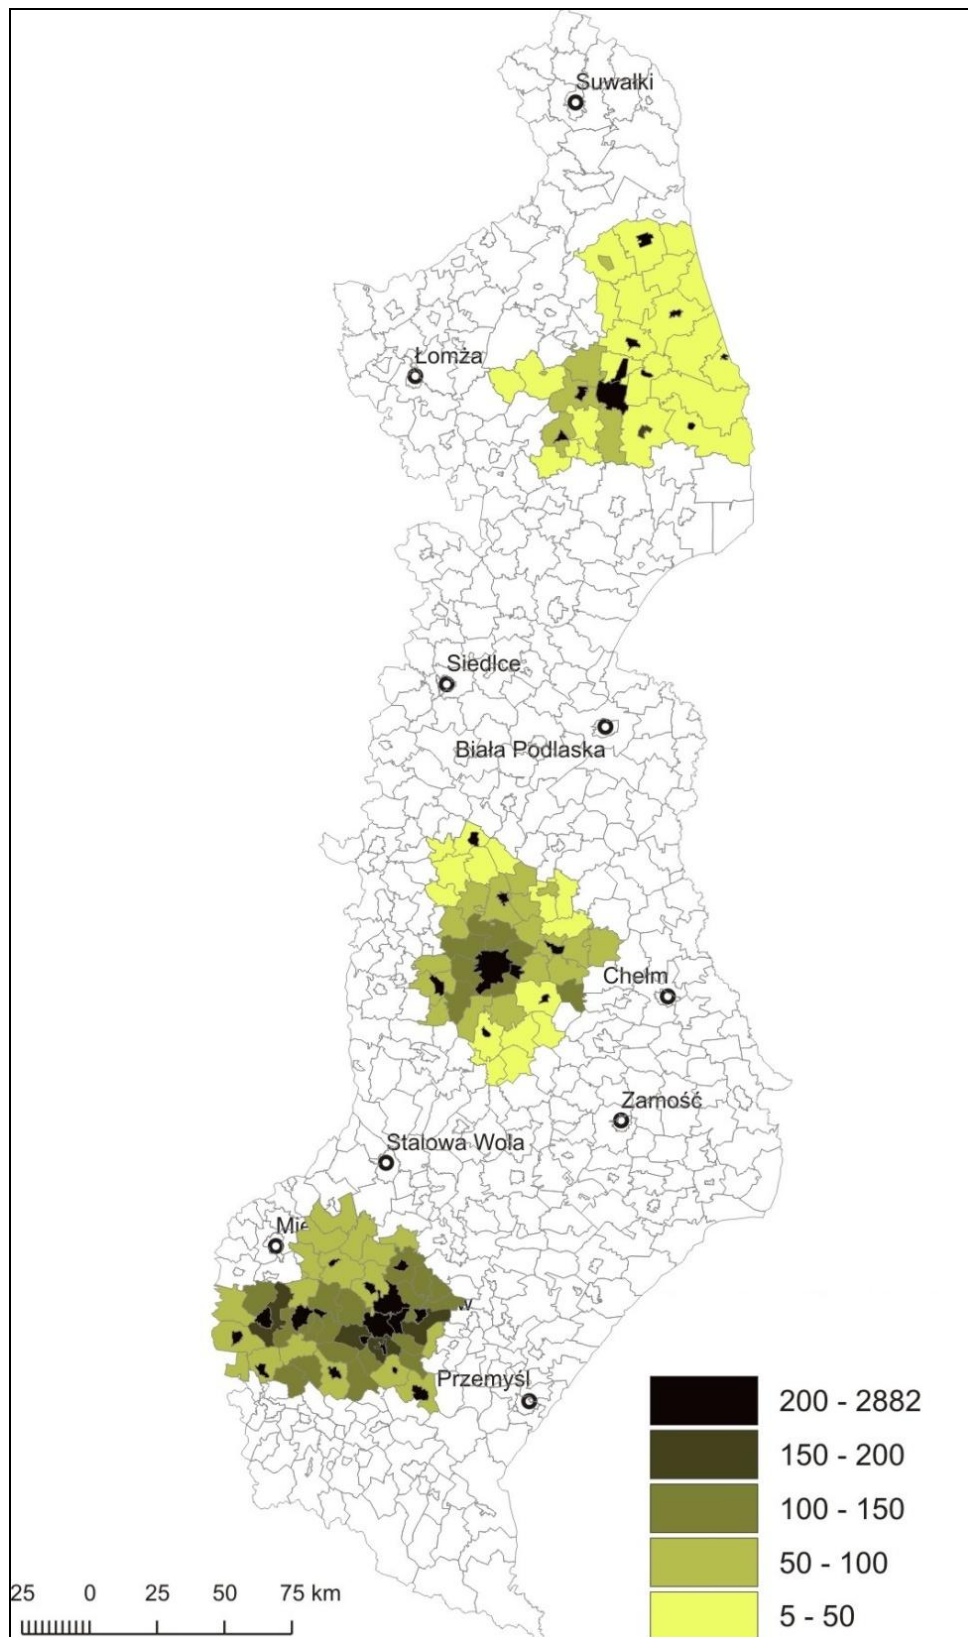 Suwałki
Łomża
Siedlce
Biała Podlaska
Chełm
Zamość
Stalowa Wola
Mie
w
Przemyśl
200 - 2882
150 - 200
100 - 150
50 - 100
5 - 50
25 0 25 50 75 km